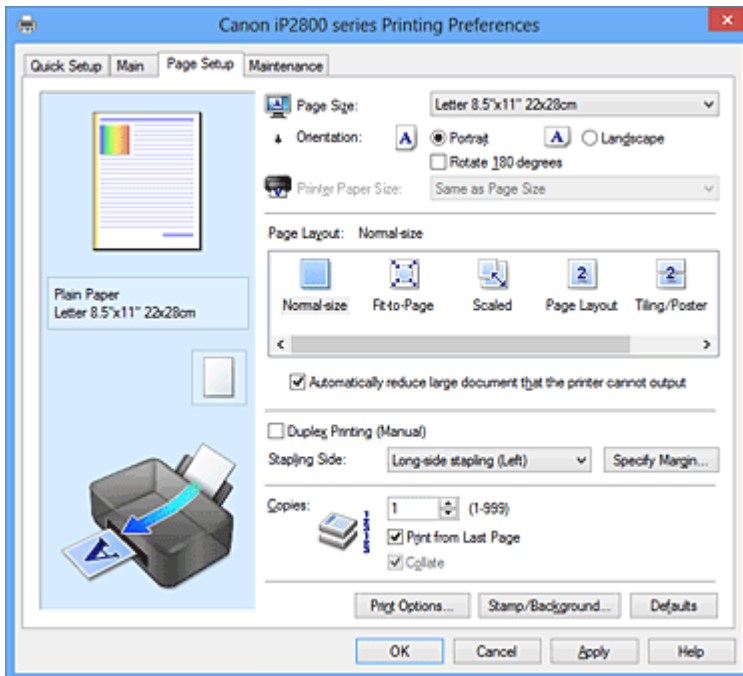 Canon iP2800 series Printing Preferences
Quick Setup Main Page Setup Maintenance
Page Size: Letter 8.5"x11" 22x28cm
Orientation: A Portrait A Landscape
Rotate 180 degrees
Printer Paper Size: Same as Page Size
Page Layout: Normal-size
Normal-size Fit-to-Page Scaled Page Layout Tiling/Poster
Plain Paper
Letter 8.5"x11" 22x28cm
Automatically reduce large document that the printer cannot output
Duplex Printing (Manual)
Stapling Side: Long-side stapling (Left) Specify Margin...
Copies: 1 (1-999)
Print from Last Page
Collate
Print Options... Stamp/Background... Defaults
OK Cancel Apply Help